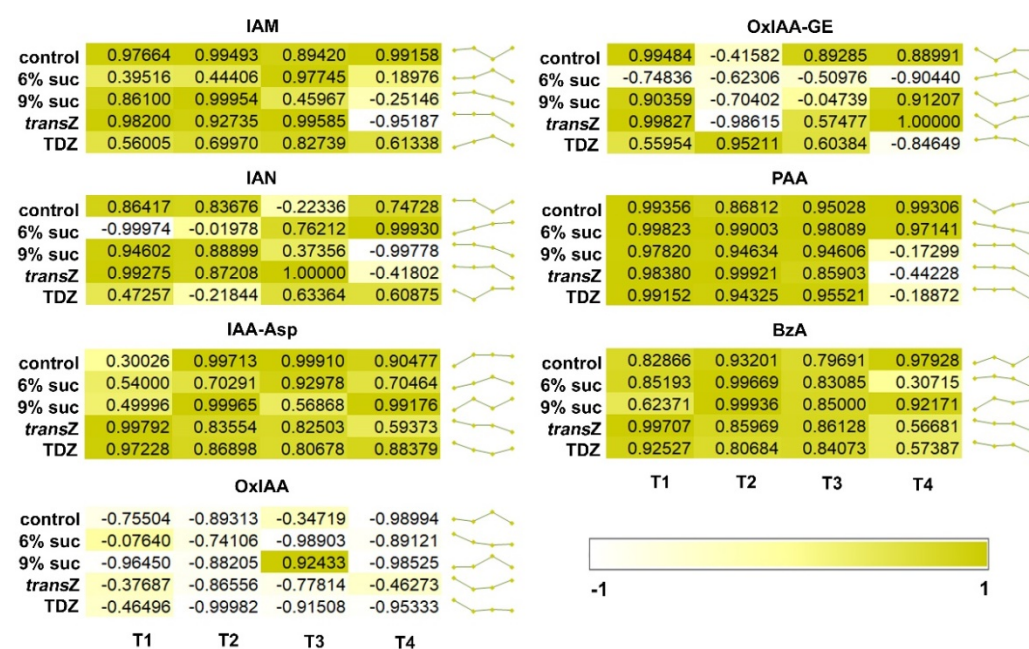 IAM
control 0.97664 0.99493 0.89420 0.99158
6% suc 0.39516 0.44406 0.97745 0.18976
9% suc 0.86100 0.99954 0.45967 -0.25146
transZ 0.98200 0.92735 0.99585 -0.95187
TDZ 0.56005 0.69970 0.82739 0.61338
IAN
control 0.86417 0.83676 -0.22336 0.74728
6% suc -0.99974 -0.01978 0.76212 0.99930
9% suc 0.94602 0.88899 0.37356 -0.99778
transZ 0.99275 0.87208 1.00000 -0.41802
TDZ 0.47257 -0.21844 0.63364 0.60875
IAA-Asp
control 0.30026 0.99713 0.99910 0.90477
6% suc 0.54000 0.70291 0.92978 0.70464
9% suc 0.49996 0.99965 0.56868 0.99176
transZ 0.99792 0.83554 0.82503 0.59373
TDZ 0.97228 0.86898 0.80678 0.88379
OxIAA
control -0.75504 -0.89313 -0.34719 -0.98994
6% suc -0.07640 -0.74106 -0.98903 -0.89121
9% suc -0.96450 -0.88205 0.92433 -0.98525
transZ -0.37687 -0.86556 -0.77814 -0.46273
TDZ -0.46496 -0.99982 -0.91508 -0.95333
T1 T2 T3 T4
OxIAA-GE
control 0.99484 -0.41582 0.89285 0.88991
6% suc -0.74836 -0.62306 -0.50976 -0.90440
9% suc 0.90359 -0.70402 -0.04739 0.91207
transZ 0.99827 -0.98615 0.57477 1.00000
TDZ 0.55954 0.95211 0.60384 -0.84649
PAA
control 0.99356 0.86812 0.95028 0.99306
6% suc 0.99823 0.99003 0.98089 0.97141
9% suc 0.97820 0.94634 0.94606 -0.17299
transZ 0.98380 0.99921 0.85903 -0.44228
TDZ 0.99152 0.94325 0.95521 -0.18872
BzA
control 0.82866 0.93201 0.79691 0.97928
6% suc 0.85193 0.99669 0.83085 0.30715
9% suc 0.62371 0.99936 0.85000 0.92171
transZ 0.99707 0.85969 0.86128 0.56681
TDZ 0.92527 0.80684 0.84073 0.57387
T1 T2 T3 T4
-1 1